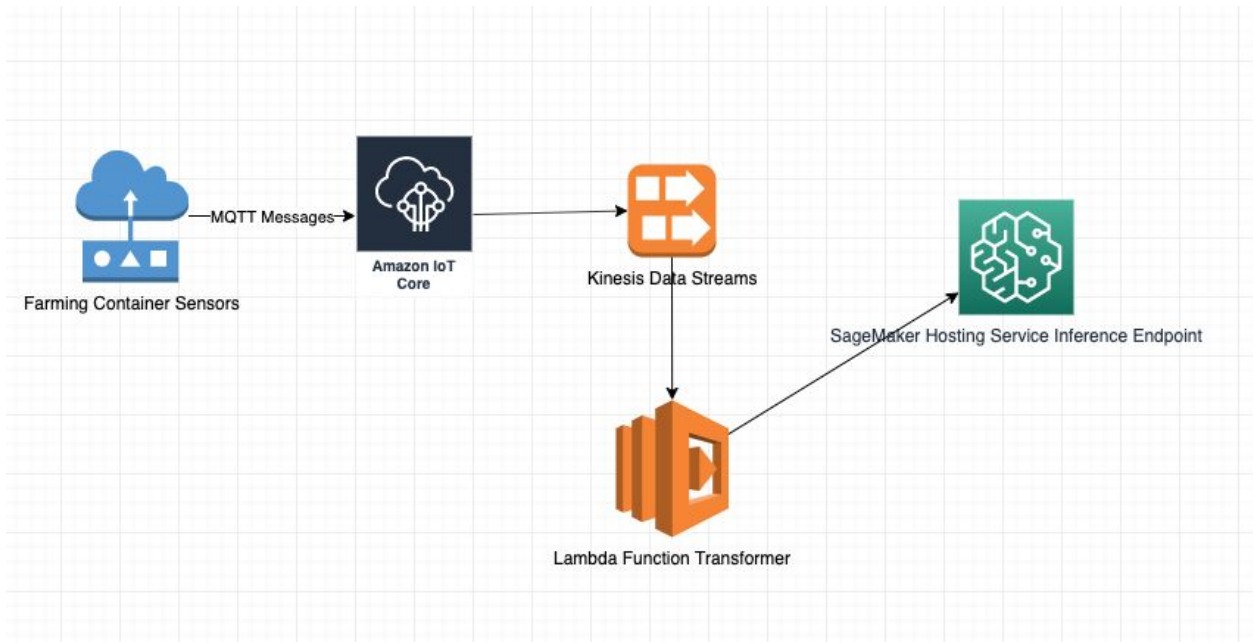 MQTT Messages
Farming Container Sensors
Amazon IoT
Core
Kinesis Data Streams
SageMaker Hosting Service Inference Endpoint
Lambda Function Transformer